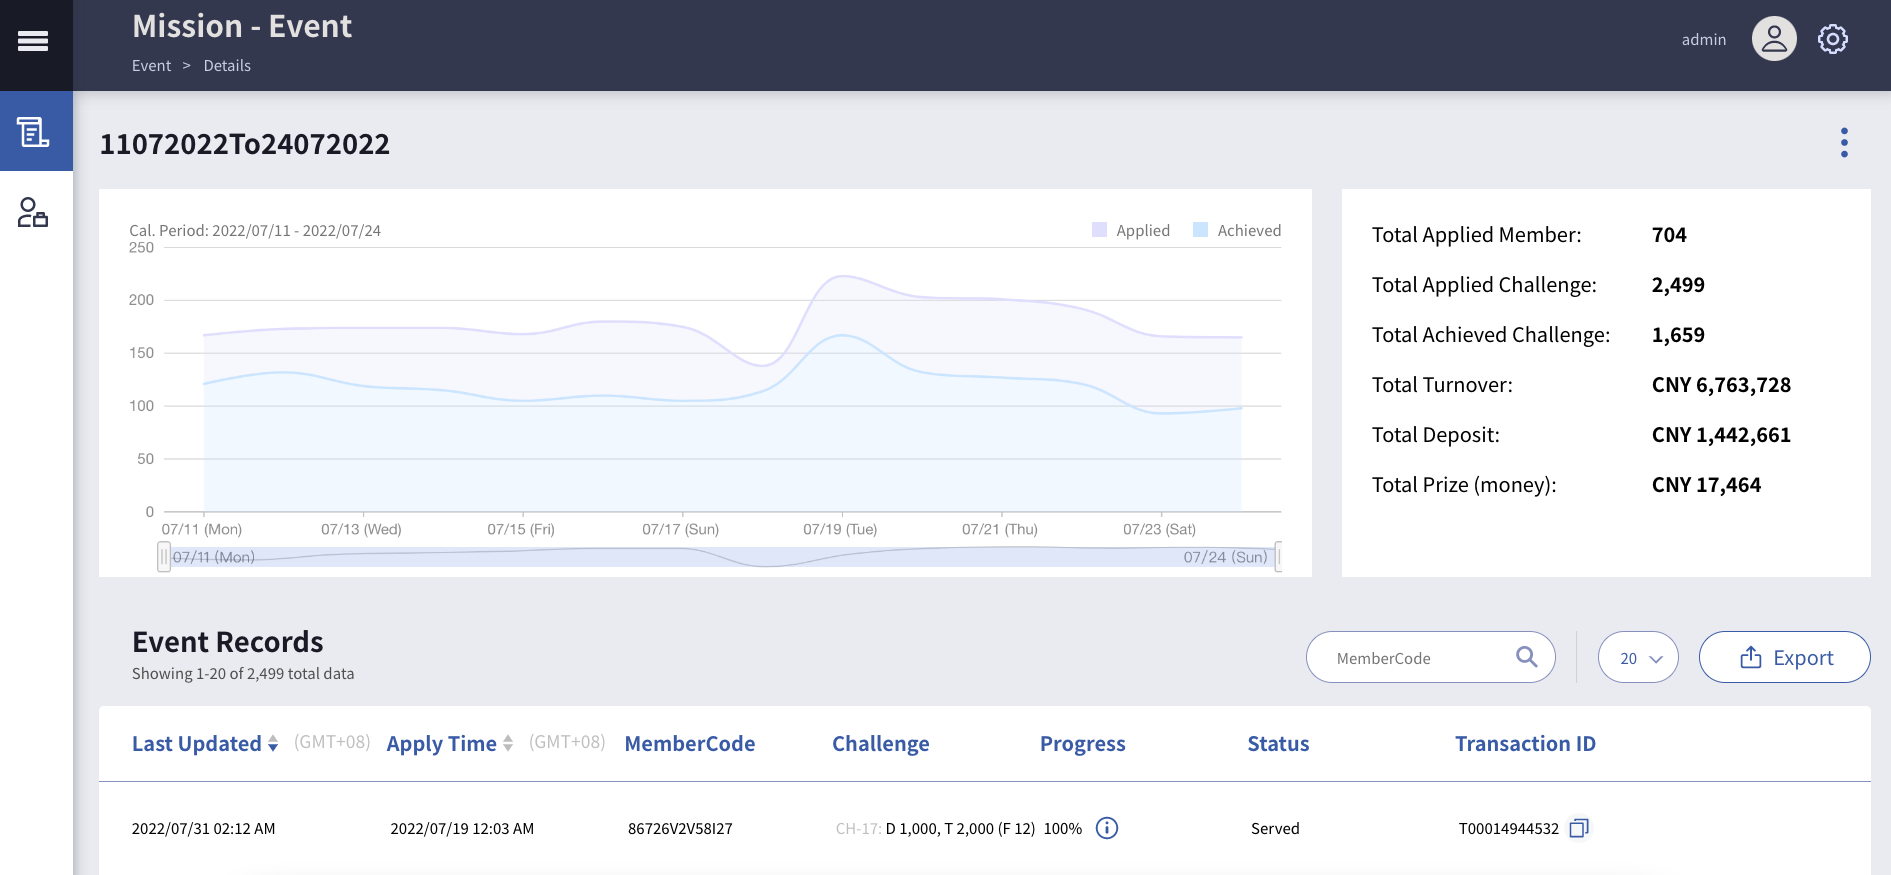 Mission - Event
admin
Event > Details
11072022To24072022
Cal. Period: 2022/07/11 - 2022/07/24
Applied
Achieved
250
200
150
100
50
0
07/11 (Mon)
07/13 (Wed)
07/15 (Fri)
07/17 (Sun)
07/19 (Tue)
07/21 (Thu)
07/23 (Sat)
07/11 (Mon)
07/24 (Sun)
Total Applied Member: 704
Total Applied Challenge: 2,499
Total Achieved Challenge: 1,659
Total Turnover: CNY 6,763,728
Total Deposit: CNY 1,442,661
Total Prize (money): CNY 17,464
Event Records
Showing 1-20 of 2,499 total data
MemberCode
20
Export
Last Updated (GMT+08) Apply Time (GMT+08) MemberCode Challenge Progress Status Transaction ID
2022/07/31 02:12 AM 2022/07/19 12:03 AM 86726V2V58I27 CH-17: D 1,000, T 2,000 (F 12) 100% Served T00014944532